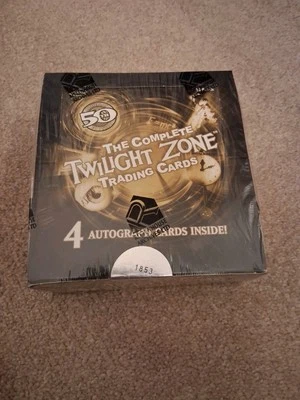 50
THE COMPLETE
TWILIGHT ZONE
TRADING CARDS
4 AUTOGRAPH CARDS INSIDE!
1853